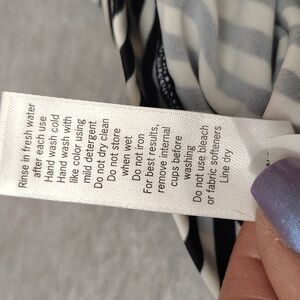 Rinse in fresh water
after each use
Hand wash cold
Hand wash with
like color using
mild detergent
Do not dry clean
Do not store
when wet
Do not iron
For best results,
remove internal
cups before
washing
Do not use bleach
or fabric softeners
Line dry